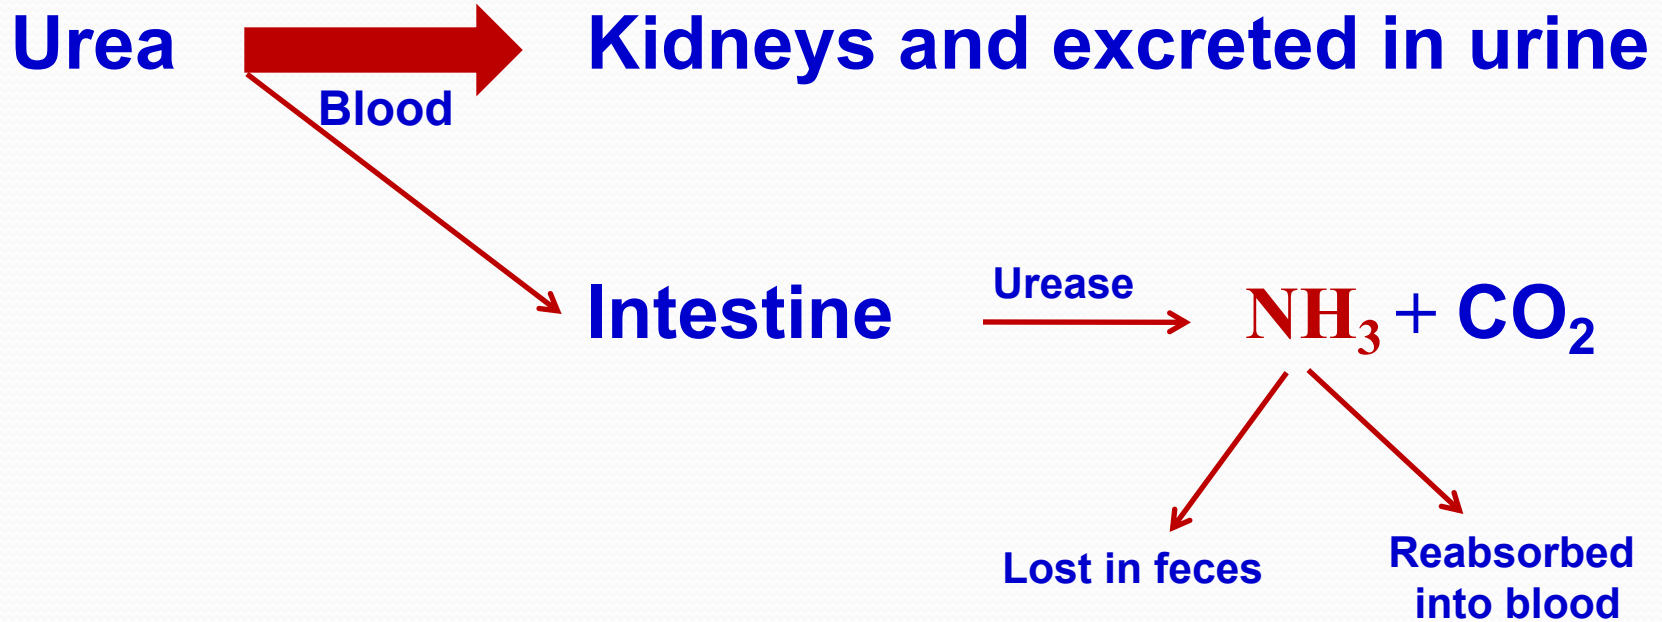 Urea Kidneys and excreted in urine
Blood
Urease
Intestine NH₃ + CO₂
Lost in feces
Reabsorbed
into blood